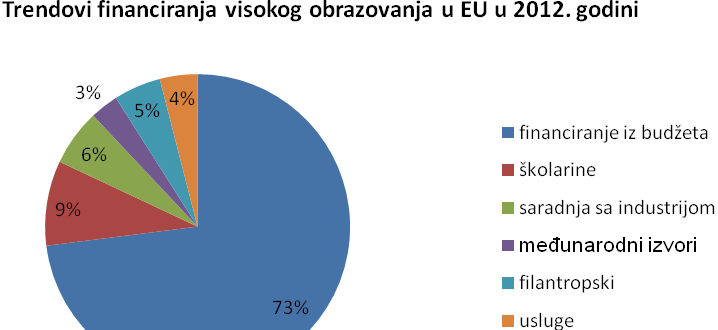 Trendovi financiranja visokog obrazovanja u EU u 2012. godini
3%
5%
4%
6%
9%
73%
financiranje iz budžeta
školarine
saradnja sa industrijom
međunarodni izvori
filantropski
usluge